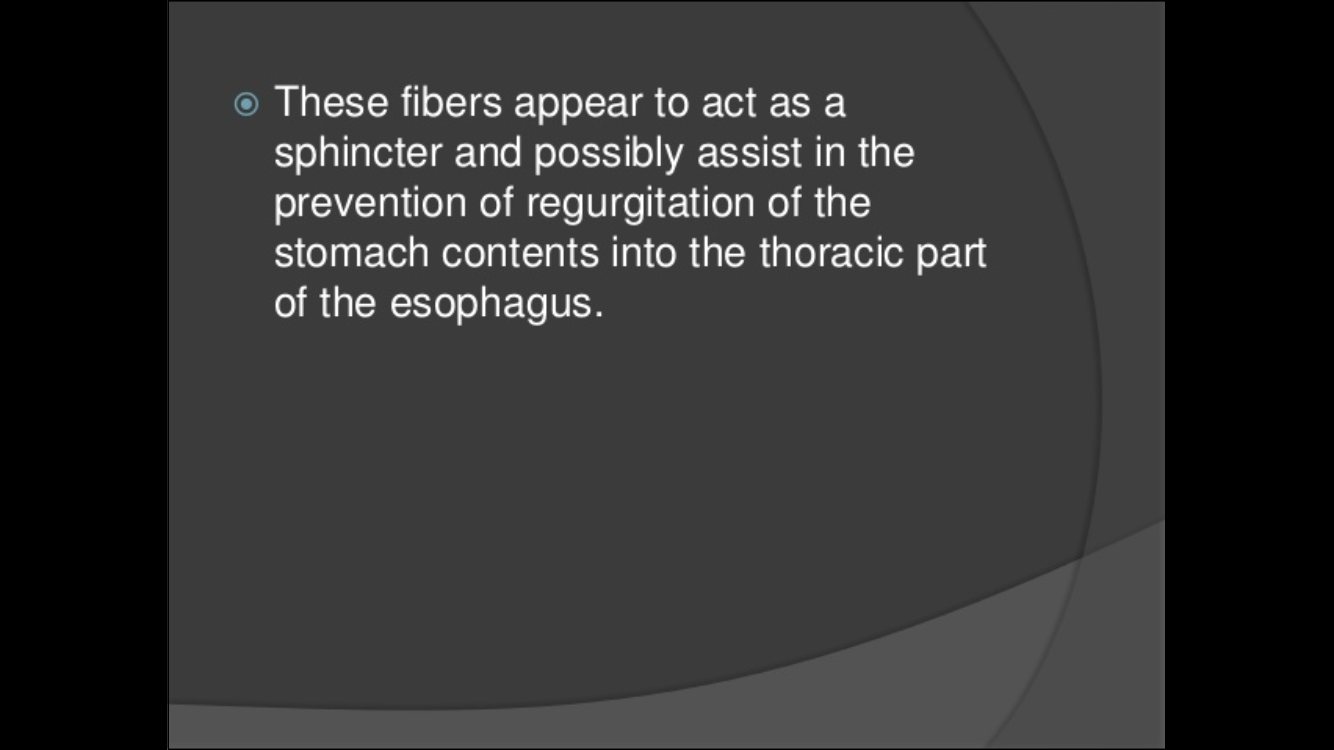 These fibers appear to act as a
sphincter and possibly assist in the
prevention of regurgitation of the
stomach contents into the thoracic part
of the esophagus.